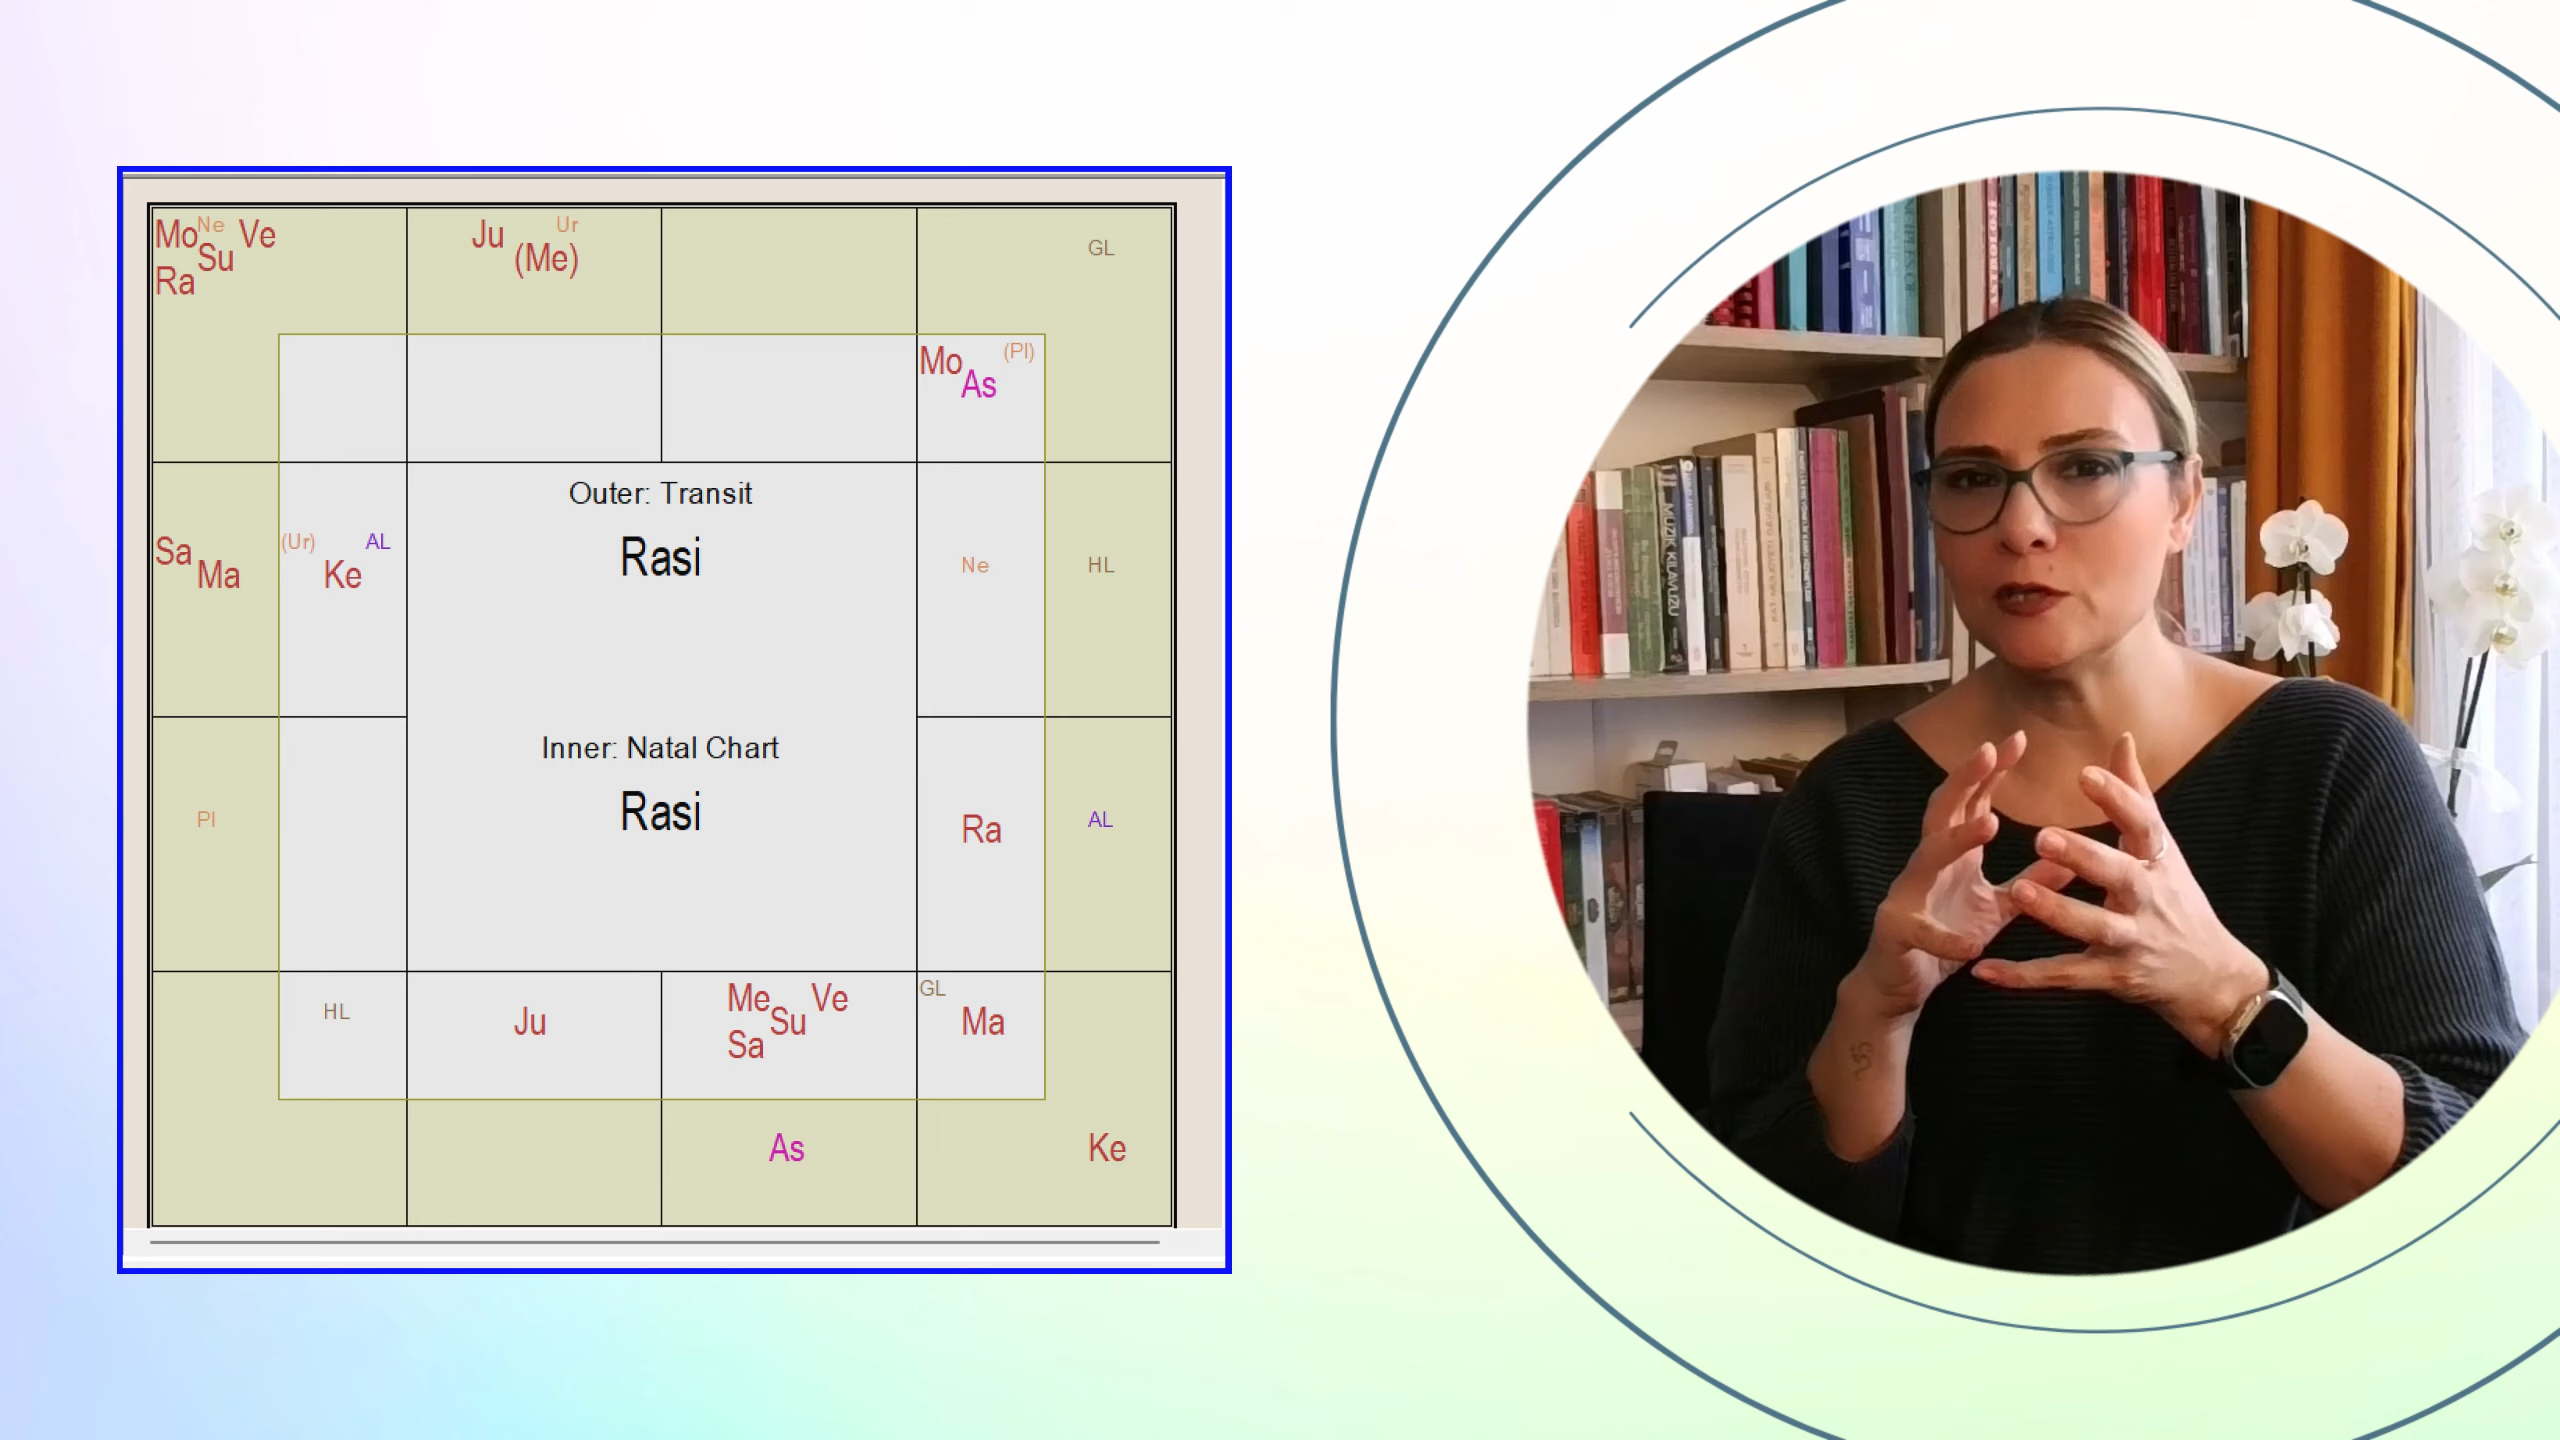 Mo Ne Ve
Su
Ra
Ju Ur
(Me)
GL
Mo (Pl)
As
Sa
Ma
(Ur) AL
Ke
Outer: Transit
Rasi
Ne
HL
Pl
Inner: Natal Chart
Rasi
Ra
AL
HL
Ju
Me Ve
Su
Sa
GL
Ma
As
Ke
MÜZİK KILAVUZU